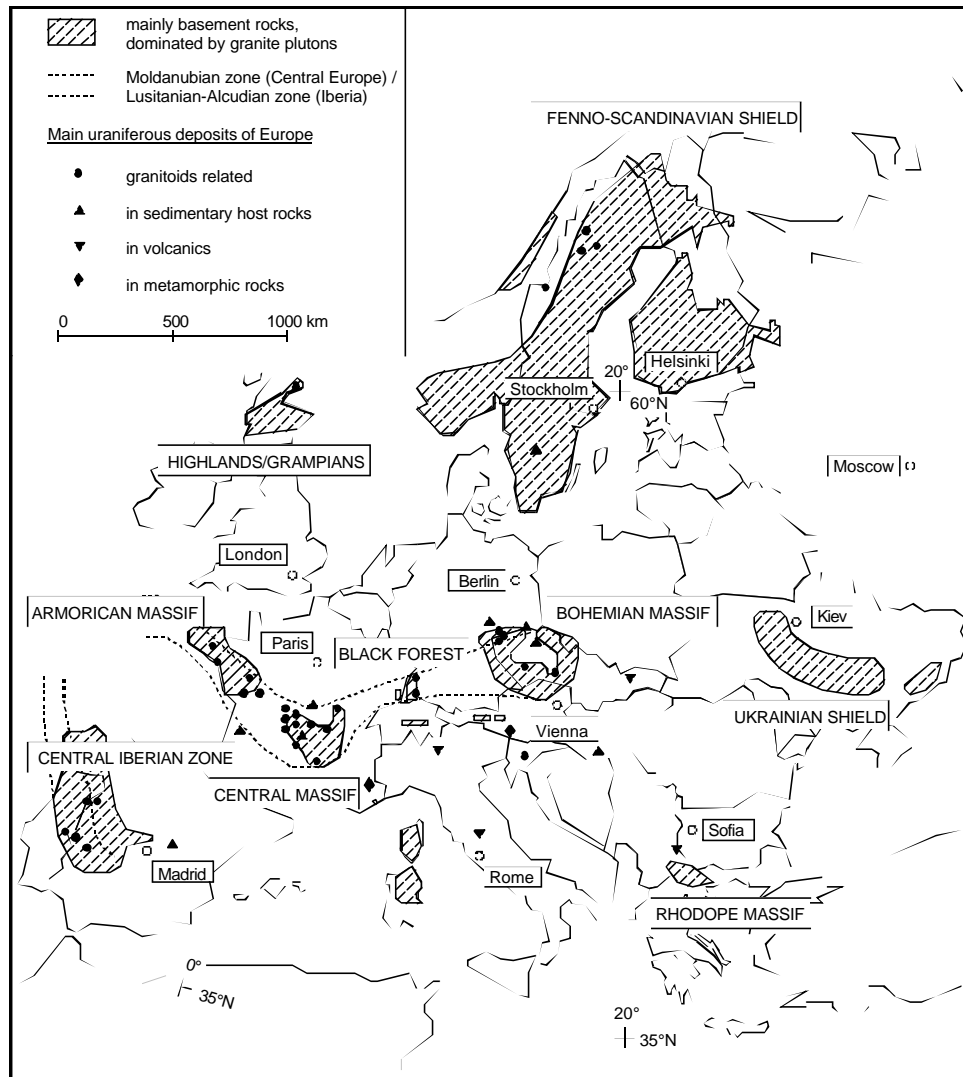 mainly basement rocks,
dominated by granite plutons
Moldanubian zone (Central Europe) /
Lusitanian-Alcudian zone (Iberia)
Main uraniferous deposits of Europe
granitoids related
in sedimentary host rocks
in volcanics
in metamorphic rocks
0 500 1000 km
FENNO-SCANDINAVIAN SHIELD
Helsinki
Stockholm
20°
60°N
HIGHLANDS/GRAMPIANS
Moscow
London
Berlin
ARMORICAN MASSIF
BOHEMIAN MASSIF
Kiev
Paris
BLACK FOREST
UKRAINIAN SHIELD
Vienna
CENTRAL IBERIAN ZONE
CENTRAL MASSIF
Sofia
Madrid
Rome
RHODOPE MASSIF
0°
35°N
20°
35°N